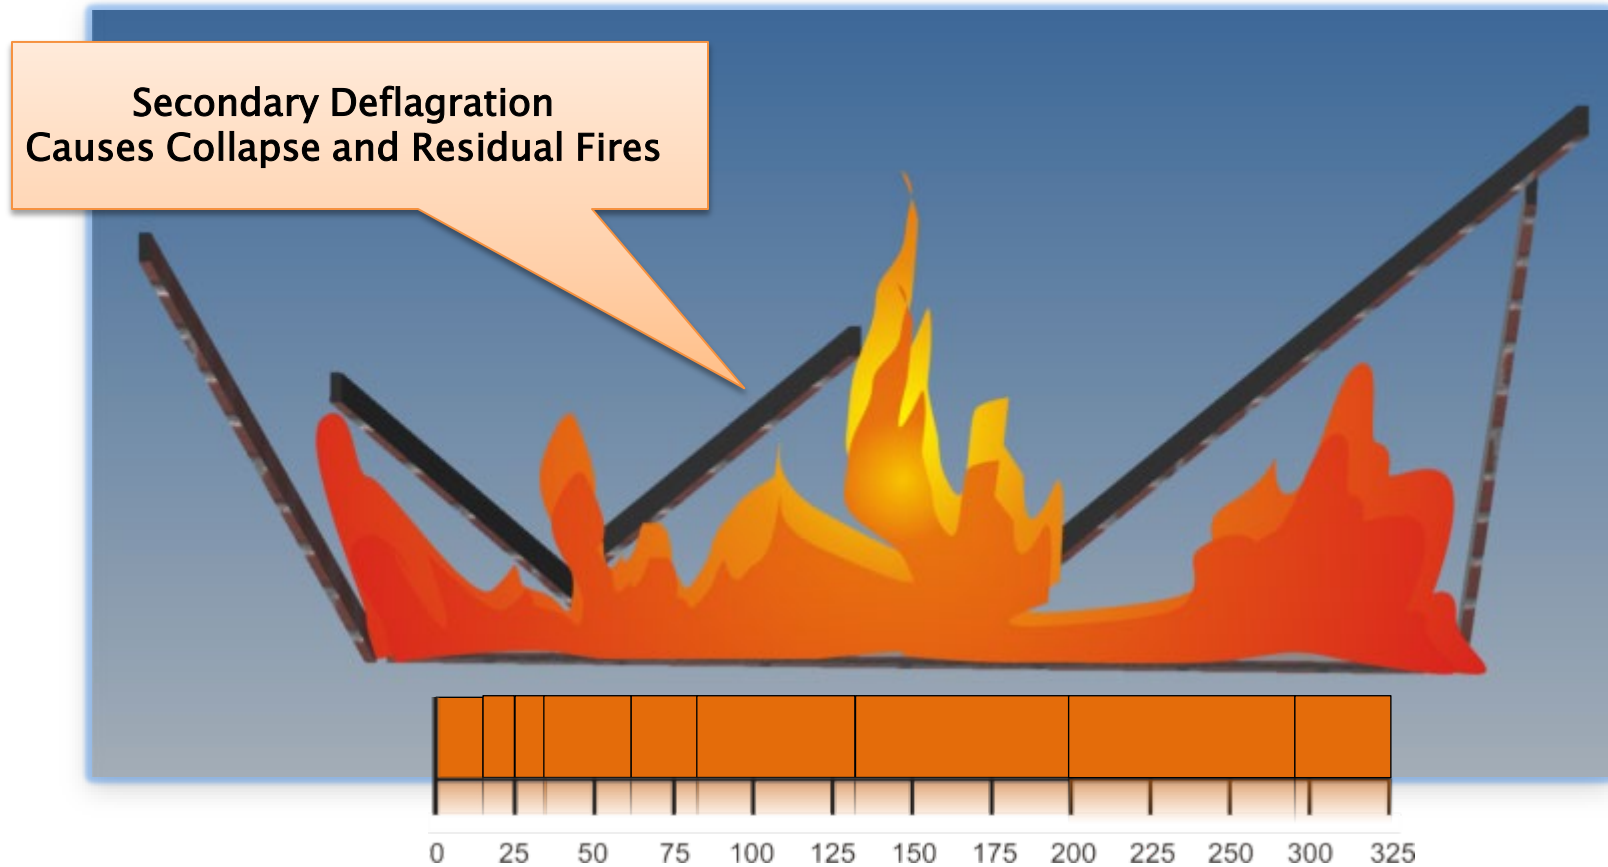 Secondary Deflagration
Causes Collapse and Residual Fires
0 25 50 75 100 125 150 175 200 225 250 300 325